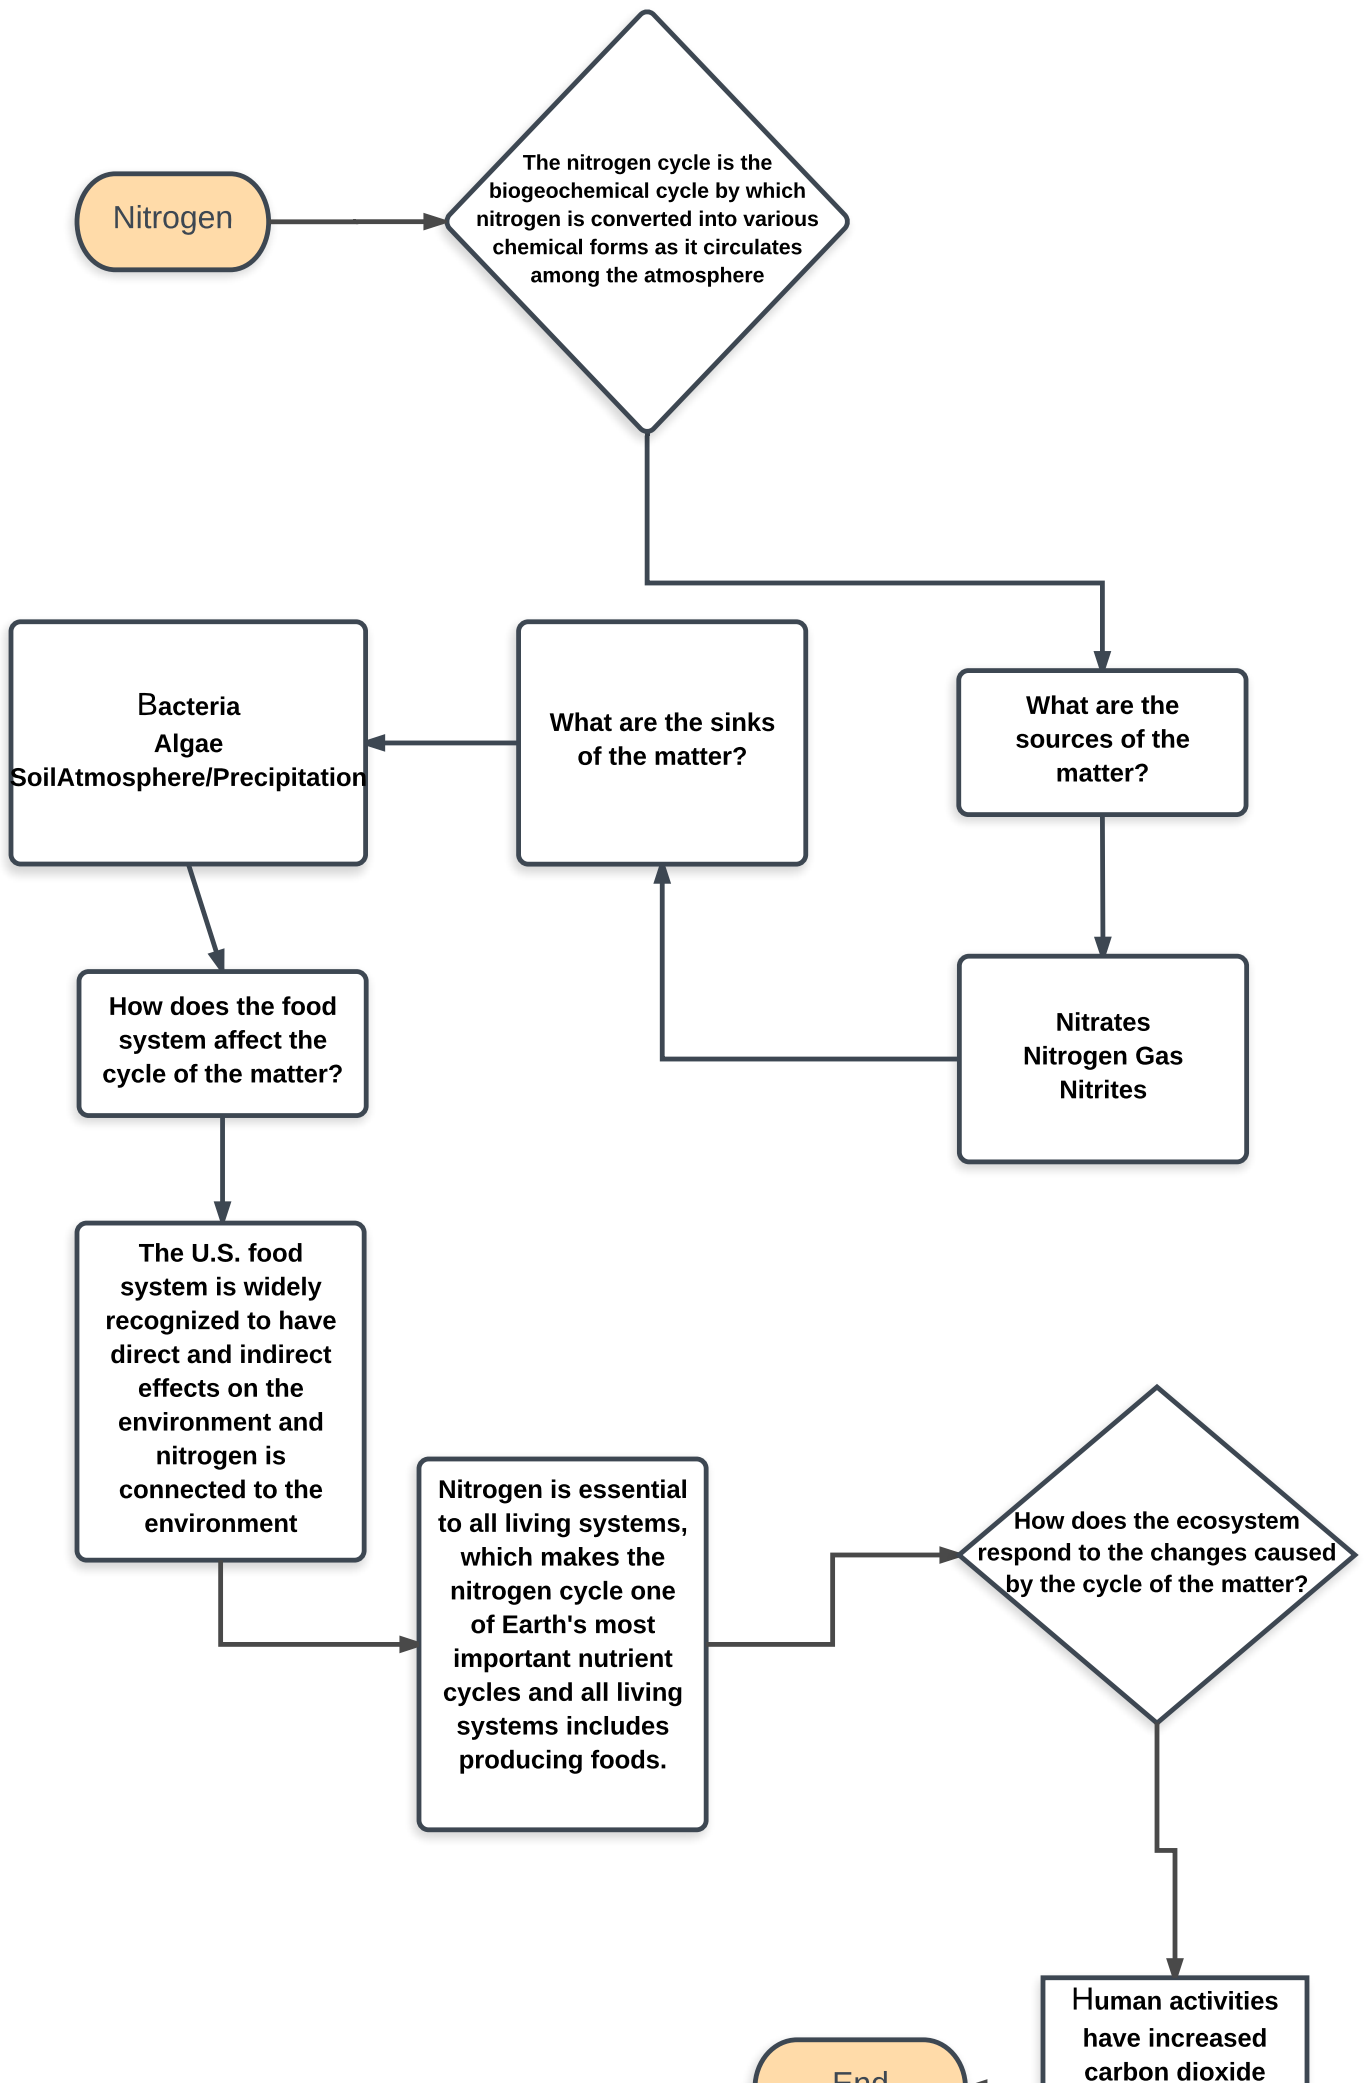 Nitrogen
The nitrogen cycle is the
biogeochemical cycle by which
nitrogen is converted into various
chemical forms as it circulates
among the atmosphere
What are the
sources of the
matter?
Nitrates
Nitrogen Gas
Nitrites
What are the sinks
of the matter?
Bacteria
Algae
SoilAtmosphere/Precipitation
How does the food
system affect the
cycle of the matter?
The U.S. food
system is widely
recognized to have
direct and indirect
effects on the
environment and
nitrogen is
connected to the
environment
Nitrogen is essential
to all living systems,
which makes the
nitrogen cycle one
of Earth's most
important nutrient
cycles and all living
systems includes
producing foods.
How does the ecosystem
respond to the changes caused
by the cycle of the matter?
Human activities
have increased
carbon dioxide
End